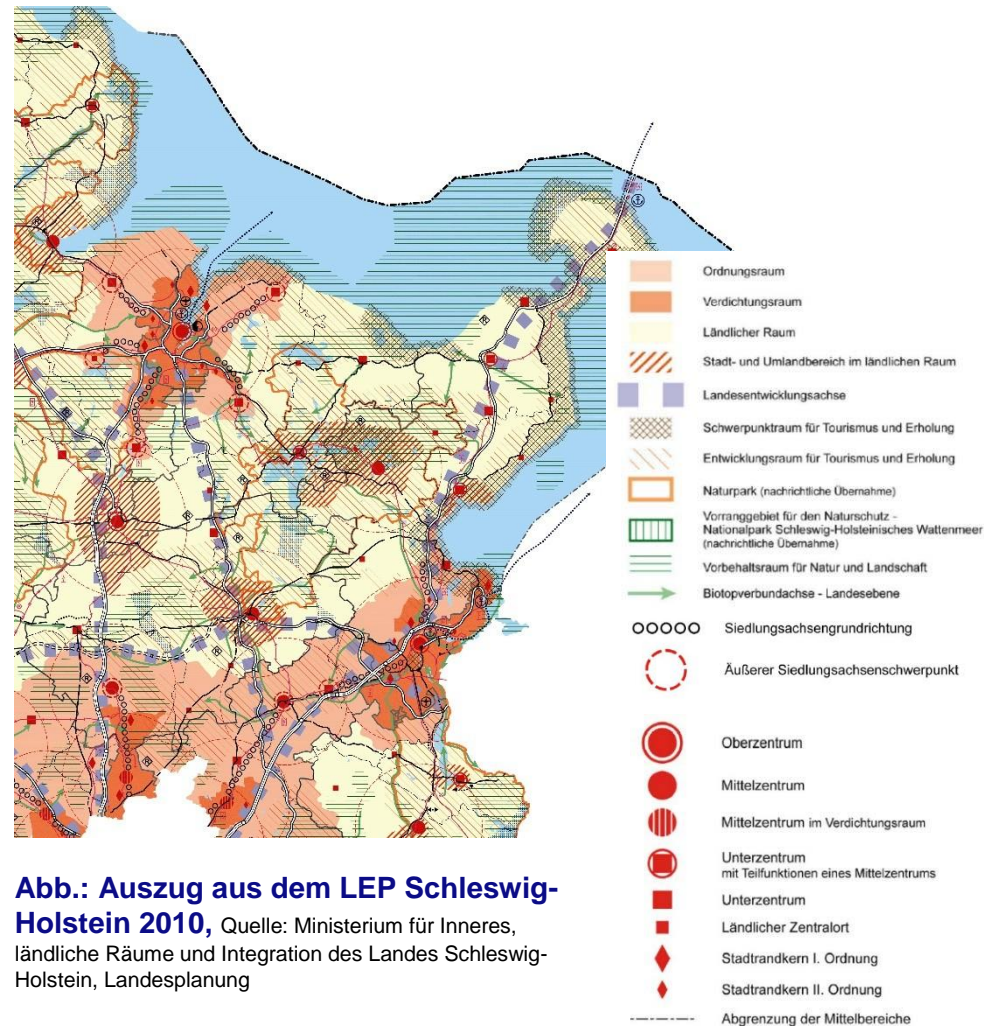 Ordnungsraum
Verdichtungsraum
Ländlicher Raum
Stadt- und Umlandbereich im ländlichen Raum
Landesentwicklungsachse
Schwerpunktraum für Tourismus und Erholung
Entwicklungsraum für Tourismus und Erholung
Naturpark (nachrichtliche Übernahme)
Vorranggebiet für den Naturschutz -
Nationalpark Schleswig-Holsteinisches Wattenmeer
(nachrichtliche Übernahme)
Vorbehaltsraum für Natur und Landschaft
Biotopverbundachse - Landesebene
Siedlungsachsengrundrichtung
Äußerer Siedlungsachsenschwerpunkt
Oberzentrum
Mittelzentrum
Mittelzentrum im Verdichtungsraum
Unterzentrum
mit Teilfunktionen eines Mittelzentrums
Unterzentrum
Ländlicher Zentralort
Stadtrandkern I. Ordnung
Stadtrandkern II. Ordnung
Abgrenzung der Mittelbereiche
Abb.: Auszug aus dem LEP Schleswig-
Holstein 2010, Quelle: Ministerium für Inneres,
ländliche Räume und Integration des Landes Schleswig-
Holstein, Landesplanung